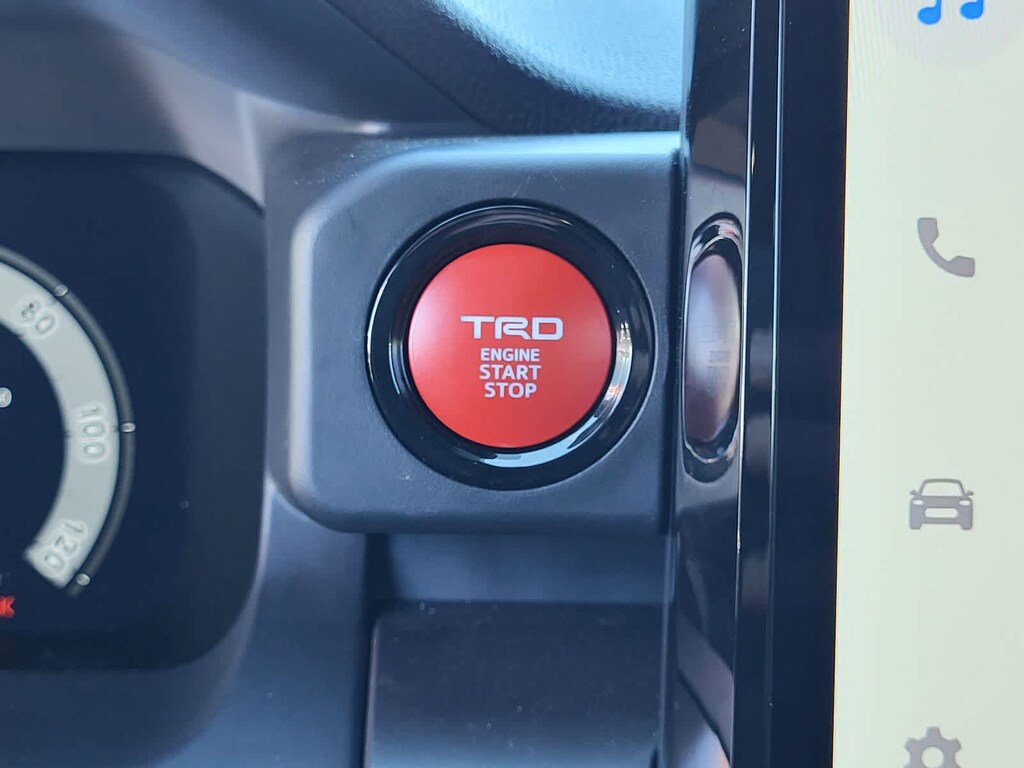 80
100
120
TRD
ENGINE
START
STOP